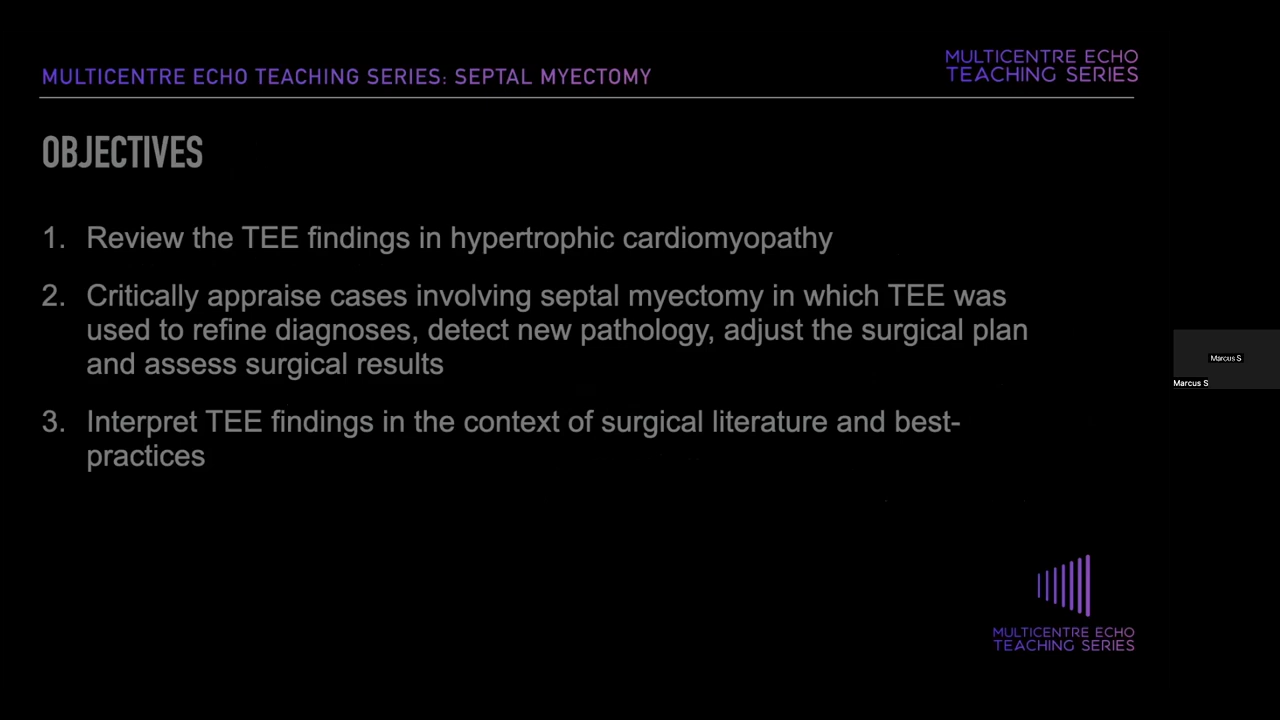 MULTICENTRE ECHO TEACHING SERIES: SEPTAL MYECTOMY
MULTICENTRE ECHO
TEACHING SERIES
OBJECTIVES
1. Review the TEE findings in hypertrophic cardiomyopathy
2. Critically appraise cases involving septal myectomy in which TEE was
used to refine diagnoses, detect new pathology, adjust the surgical plan
and assess surgical results
3. Interpret TEE findings in the context of surgical literature and best-
practices
Marcus S
Marcus S
MULTICENTRE ECHO
TEACHING SERIES